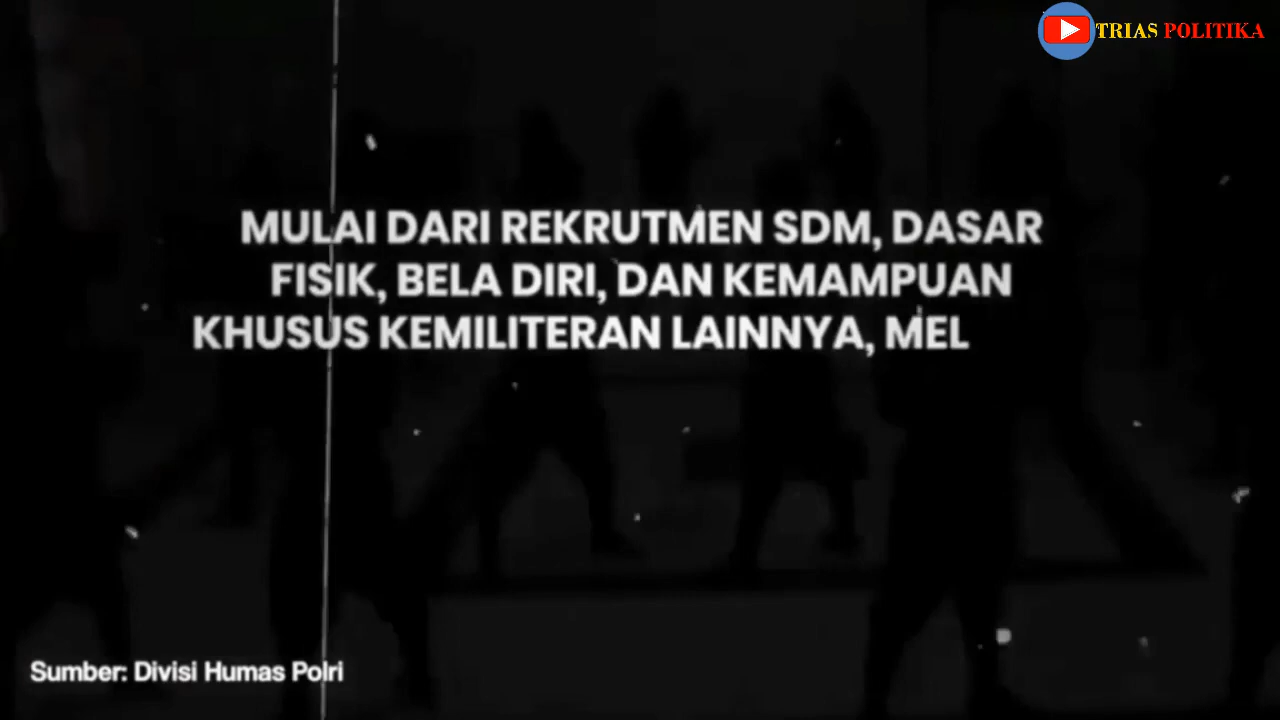 TRIAS POLITIKA
MULAI DARI REKRUTMEN SDM, DASAR
FISIK, BELA DIRI, DAN KEMAMPUAN
KHUSUS KEMILITERAN LAINNYA, MEL
Sumber: Divisi Humas Polri